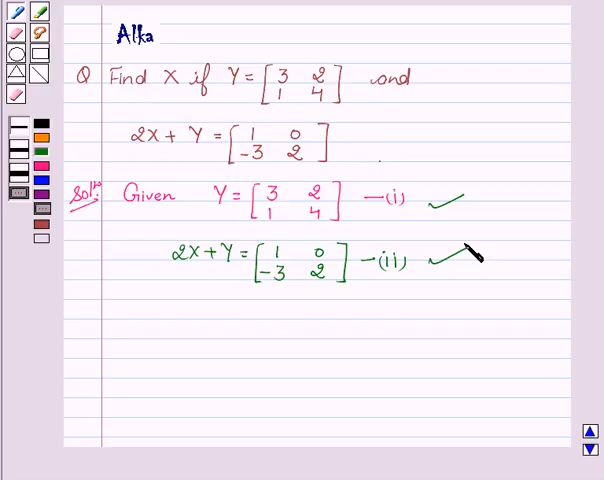 Alka
Q Find X if Y = [ 3 2
1 4 ] and
2X + Y = [ 1 0
-3 2 ]
Soln: Given Y = [ 3 2
1 4 ] —(i)
2X + Y = [ 1 0
-3 2 ] —(ii)